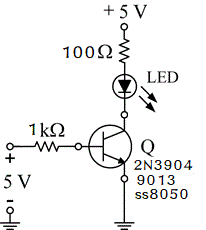 + 5 V
100Ω
LED
1kΩ
Q
2N3904
9013
ss8050
+
5 V
-